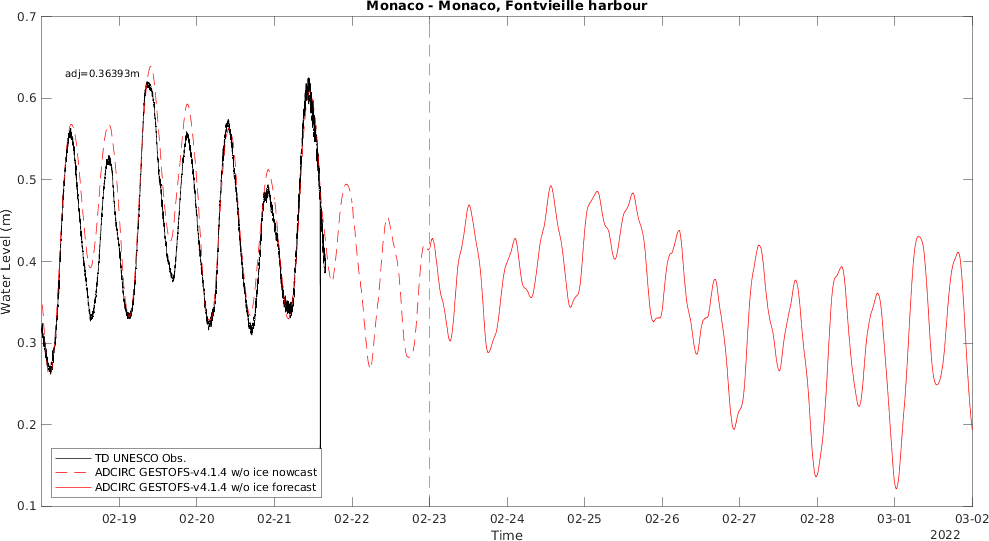 Monaco - Monaco, Fontvieille harbour
0.7
0.6
0.5
0.4
0.3
0.2
0.1
Water Level (m)
adj=0.36393m
TD UNESCO Obs.
ADCIRC GESTOFS-v4.1.4 w/o ice nowcast
ADCIRC GESTOFS-v4.1.4 w/o ice forecast
02-19 02-20 02-21 02-22 02-23 02-24 02-25 02-26 02-27 02-28 03-01 03-02
Time
2022